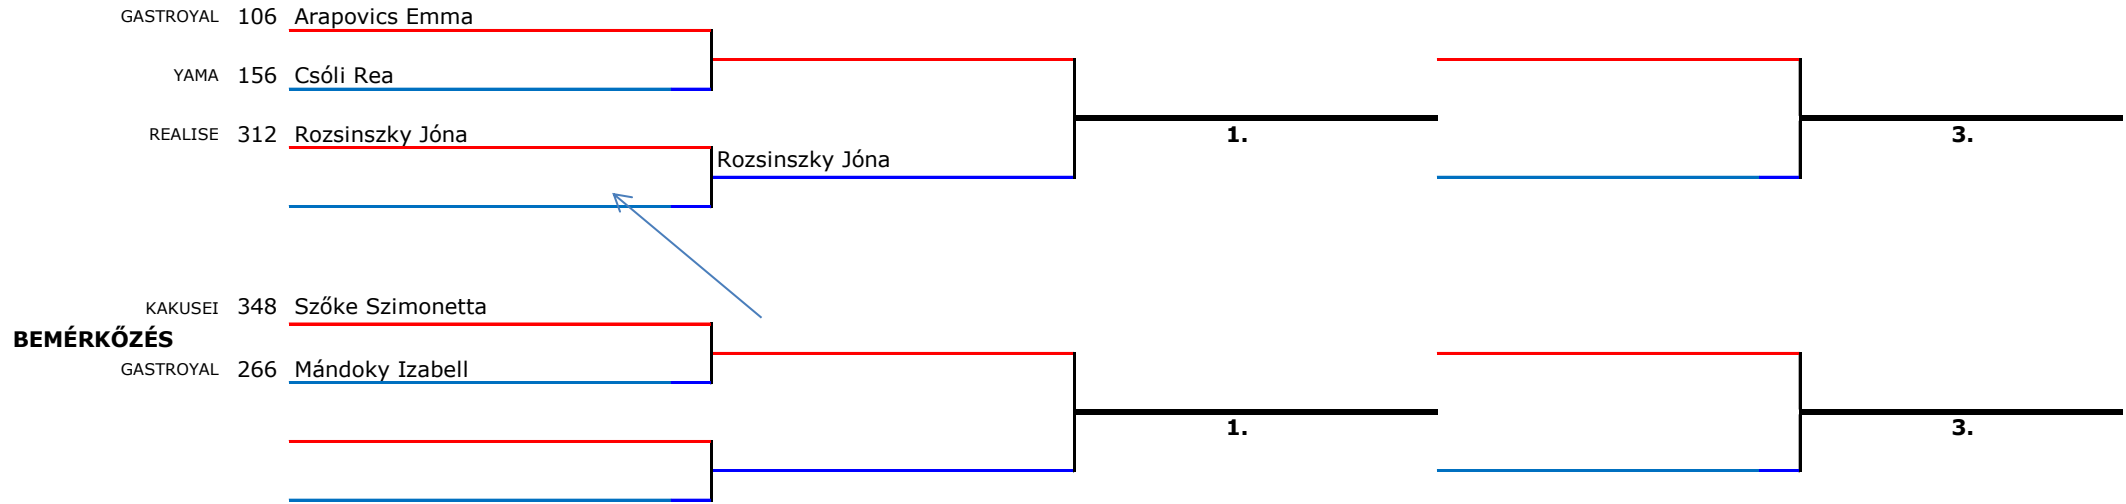 GASTROYAL 106 Arapovics Emma
YAMA 156 Csóli Rea
REALISE 312 Rozsinszky Jóna
1.
3.
Rozsinszky Jóna
KAKUSEI 348 Szőke Szimonetta
BEMÉRKŐZÉS
GASTROYAL 266 Mándoky Izabell
1.
3.